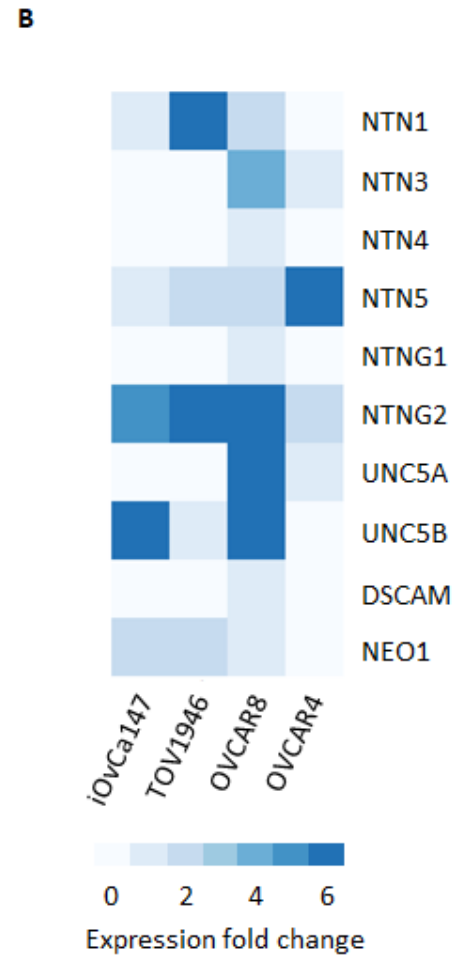 B
NTN1
NTN3
NTN4
NTN5
NTNG1
NTNG2
UNC5A
UNC5B
DSCAM
NEO1
iOvCa147
TOV1946
OVCAR8
OVCAR4
0 2 4 6
Expression fold change